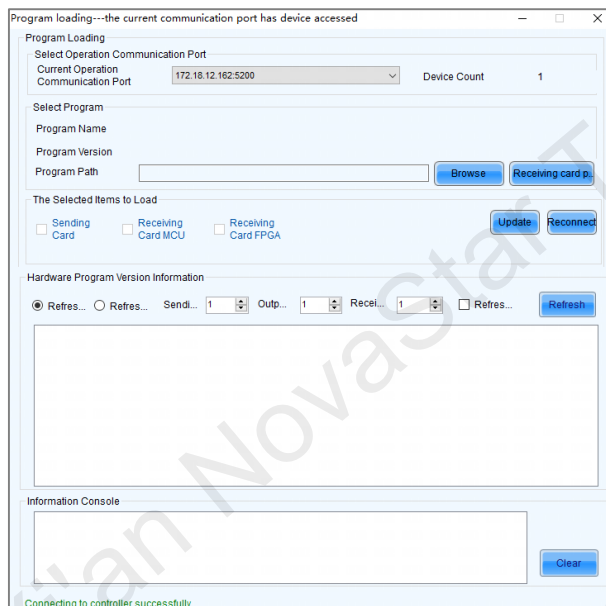 Program loading---the current communication port has device accessed
Program Loading
Select Operation Communication Port
Current Operation
Communication Port
172.18.12.162:5200
Device Count
1
Select Program
Program Name
Program Version
Program Path
Browse
Receiving card p..
The Selected Items to Load
Sending
Card
Receiving
Card MCU
Receiving
Card FPGA
Update
Reconnect
Hardware Program Version Information
Refres...
Refres...
Sendi...
1
Outp...
1
Recei...
1
Refres...
Refresh
Information Console
Clear
Connecting to controller successfully
NovaStar